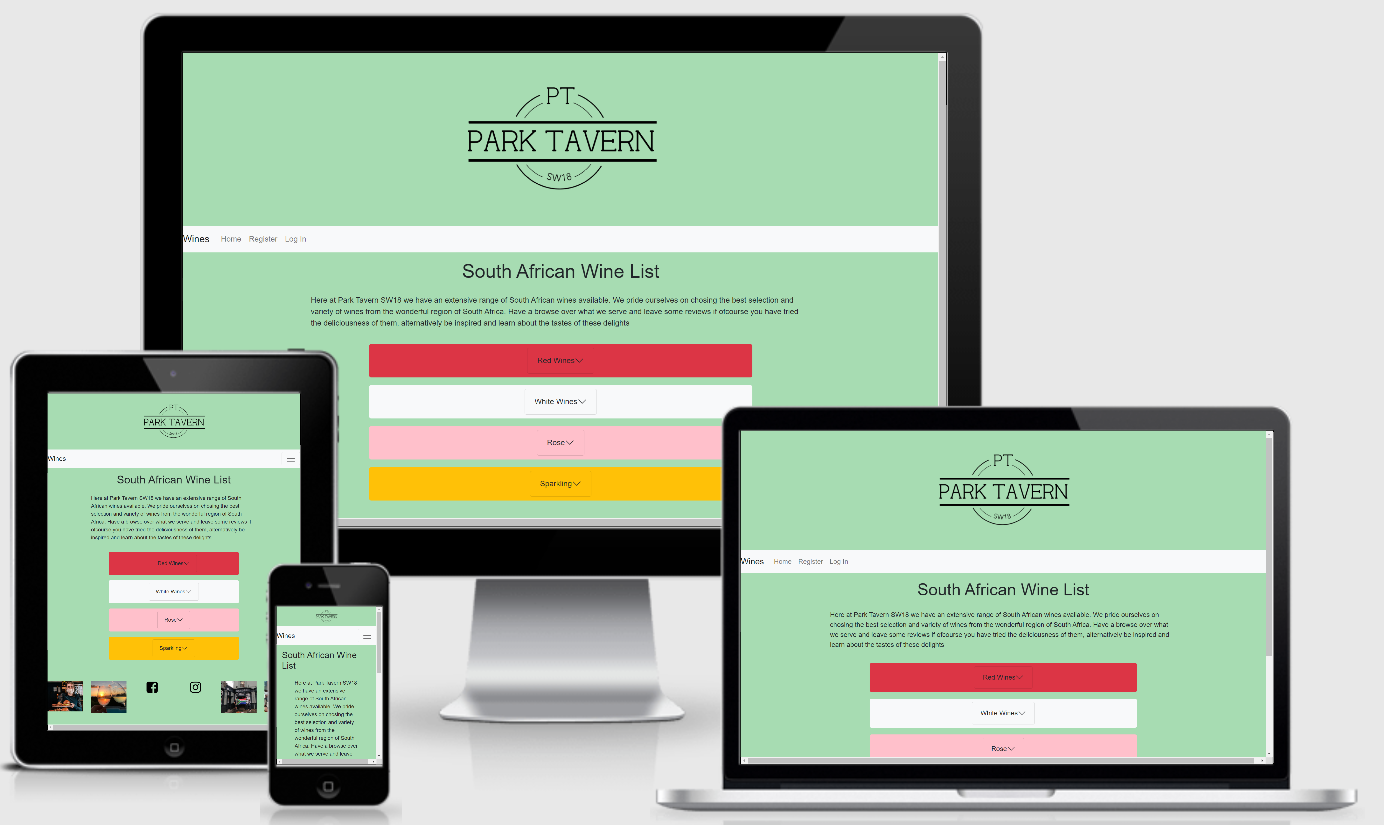 PT
PARK TAVERN
SW18
Wines Home Register Log In
South African Wine List
Here at Park Tavern SW18 we have an extensive range of South African wines available. We pride ourselves on chosing the best selection and
variety of wines from the wonderful region of South Africa. Have a browse over what we serve and leave some reviews if ofcourse you have tried
the deliciousness of them, alternatively be inspired and learn about the tastes of these delights
Red Wines
White Wines
Rose
Sparkling
PT
PARK TAVERN
SW18
Wines
South African Wine List
Here at Park Tavern SW18 we have an extensive range of South
African wines available. We pride ourselves on chosing the best
selection and variety of wines from the wonderful region of South
Africa. Have a browse over what we serve and leave some reviews if
ofcourse you have tried the deliciousness of them, alternatively be
inspired and learn about the tastes of these delights
Red Wines
White Wines
Rose
Sparkling
PT
PARK TAVERN
Wines
South African Wine
List
Here at Park Tavern SW18
we have an extensive
range of South African
wines available. We pride
ourselves on chosing the
best selection and variety
of wines from the
wonderful region of South
Africa. Have a browse over
what we serve and leave
PT
PARK TAVERN
SW18
Wines Home Register Log In
South African Wine List
Here at Park Tavern SW18 we have an extensive range of South African wines available. We pride ourselves on
chosing the best selection and variety of wines from the wonderful region of South Africa. Have a browse over what
we serve and leave some reviews if ofcourse you have tried the deliciousness of them, alternatively be inspired and
learn about the tastes of these delights
Red Wines
White Wines
Rose